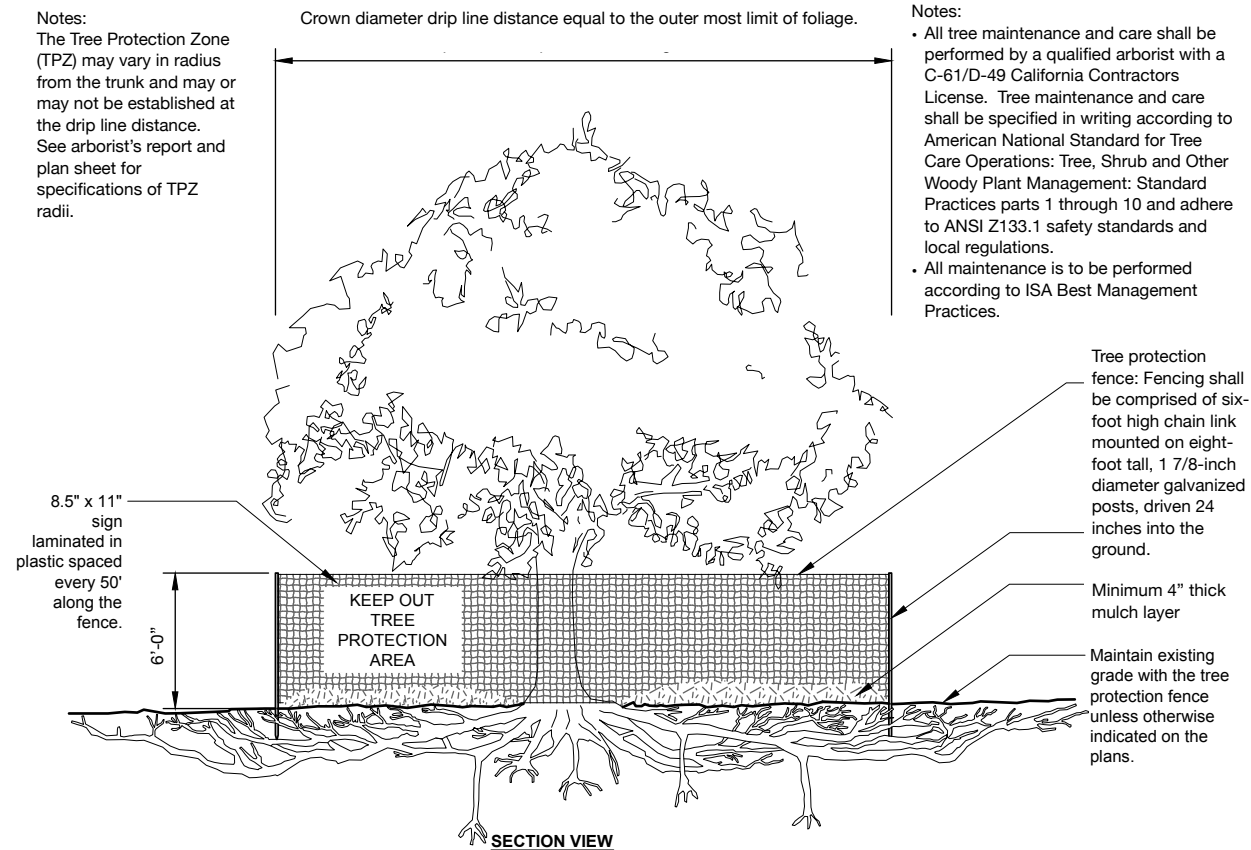 Notes:
The Tree Protection Zone
(TPZ) may vary in radius
from the trunk and may or
may not be established at
the drip line distance.
See arborist's report and
plan sheet for
specifications of TPZ
radii.
Crown diameter drip line distance equal to the outer most limit of foliage.
Notes:
• All tree maintenance and care shall be
performed by a qualified arborist with a
C-61/D-49 California Contractors
License. Tree maintenance and care
shall be specified in writing according to
American National Standard for Tree
Care Operations: Tree, Shrub and Other
Woody Plant Management: Standard
Practices parts 1 through 10 and adhere
to ANSI Z133.1 safety standards and
local regulations.
• All maintenance is to be performed
according to ISA Best Management
Practices.
Tree protection
fence: Fencing shall
be comprised of six-
foot high chain link
mounted on eight-
foot tall, 1 7/8-inch
diameter galvanized
posts, driven 24
inches into the
ground.
8.5" x 11"
sign
laminated in
plastic spaced
every 50'
along the
fence.
6'-0"
KEEP OUT
TREE
PROTECTION
AREA
Minimum 4” thick
mulch layer
Maintain existing
grade with the tree
protection fence
unless otherwise
indicated on the
plans.
SECTION VIEW